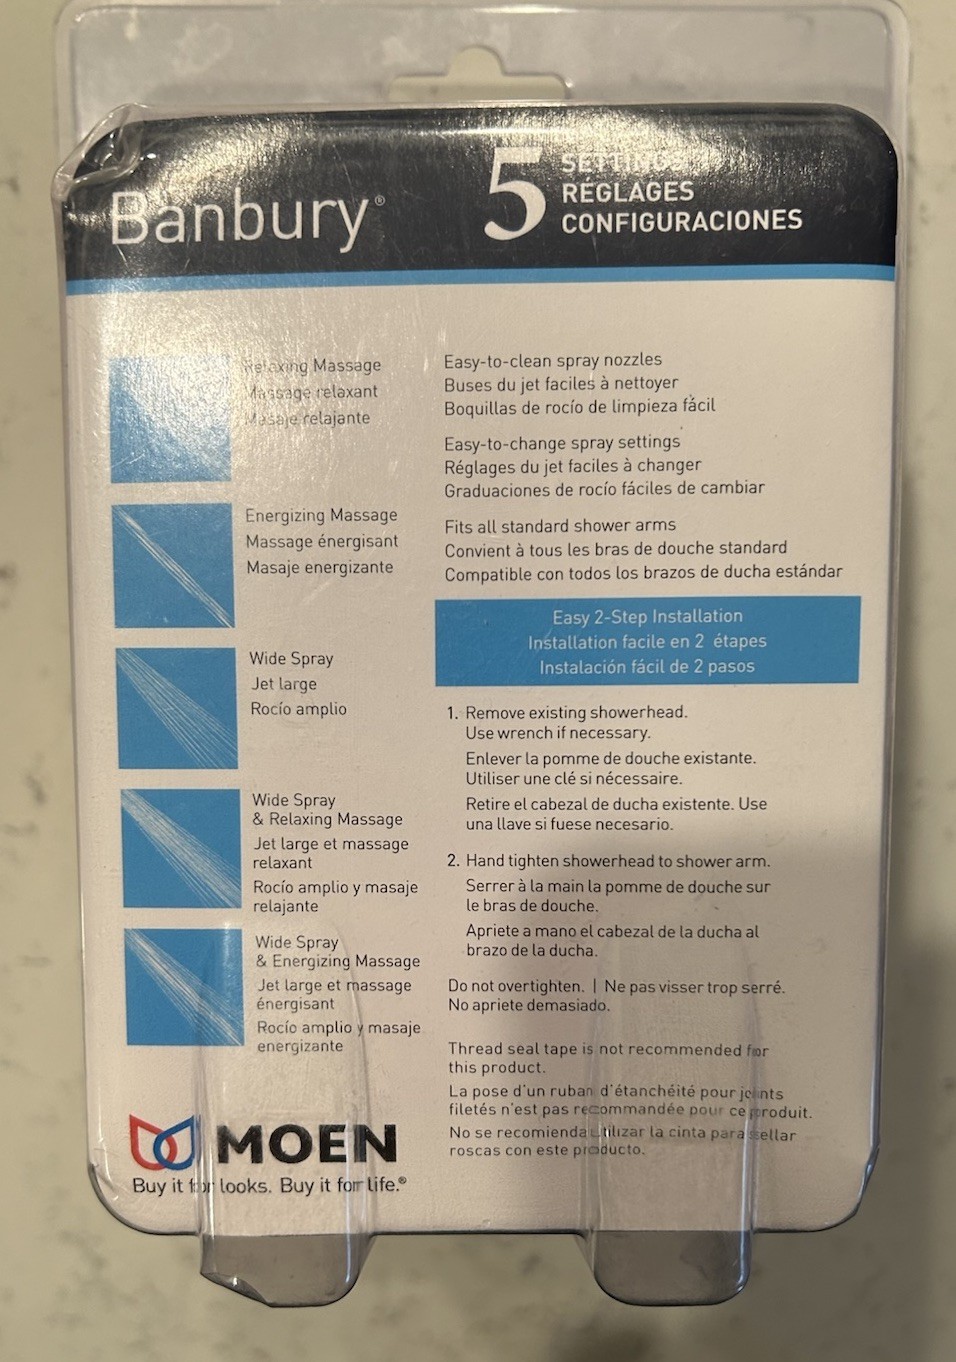 Banbury®
5
SETTINGS
RÉGLAGES
CONFIGURACIONES
Relaxing Massage
Massage relaxant
Masaje relajante
Energizing Massage
Massage énergisant
Masaje energizante
Wide Spray
Jet large
Rocío amplio
Wide Spray
& Relaxing Massage
Jet large et massage
relaxant
Rocío amplio y masaje
relajante
Wide Spray
& Energizing Massage
Jet large et massage
énergisant
Rocío amplio y masaje
energizante
Easy-to-clean spray nozzles
Buses du jet faciles à nettoyer
Boquillas de rocío de limpieza fácil
Easy-to-change spray settings
Réglages du jet faciles à changer
Graduaciones de rocío fáciles de cambiar
Fits all standard shower arms
Convient à tous les bras de douche standard
Compatible con todos los brazos de ducha estándar
Easy 2-Step Installation
Installation facile en 2 étapes
Instalación fácil de 2 pasos
1. Remove existing showerhead.
Use wrench if necessary.
Enlever la pomme de douche existante.
Utiliser une clé si nécessaire.
Retire el cabezal de ducha existente. Use
una llave si fuese necesario.
2. Hand tighten showerhead to shower arm.
Serrer à la main la pomme de douche sur
le bras de douche.
Apriete a mano el cabezal de la ducha al
brazo de la ducha.
Do not overtighten. | Ne pas visser trop serré.
No apriete demasiado.
Thread seal tape is not recommended for
this product.
La pose d'un ruban d'étanchéité pour joints
filetés n'est pas recommandée pour ce produit.
No se recomienda utilizar la cinta para sellar
roscas con este producto.
MOEN
Buy it for looks. Buy it for life.®